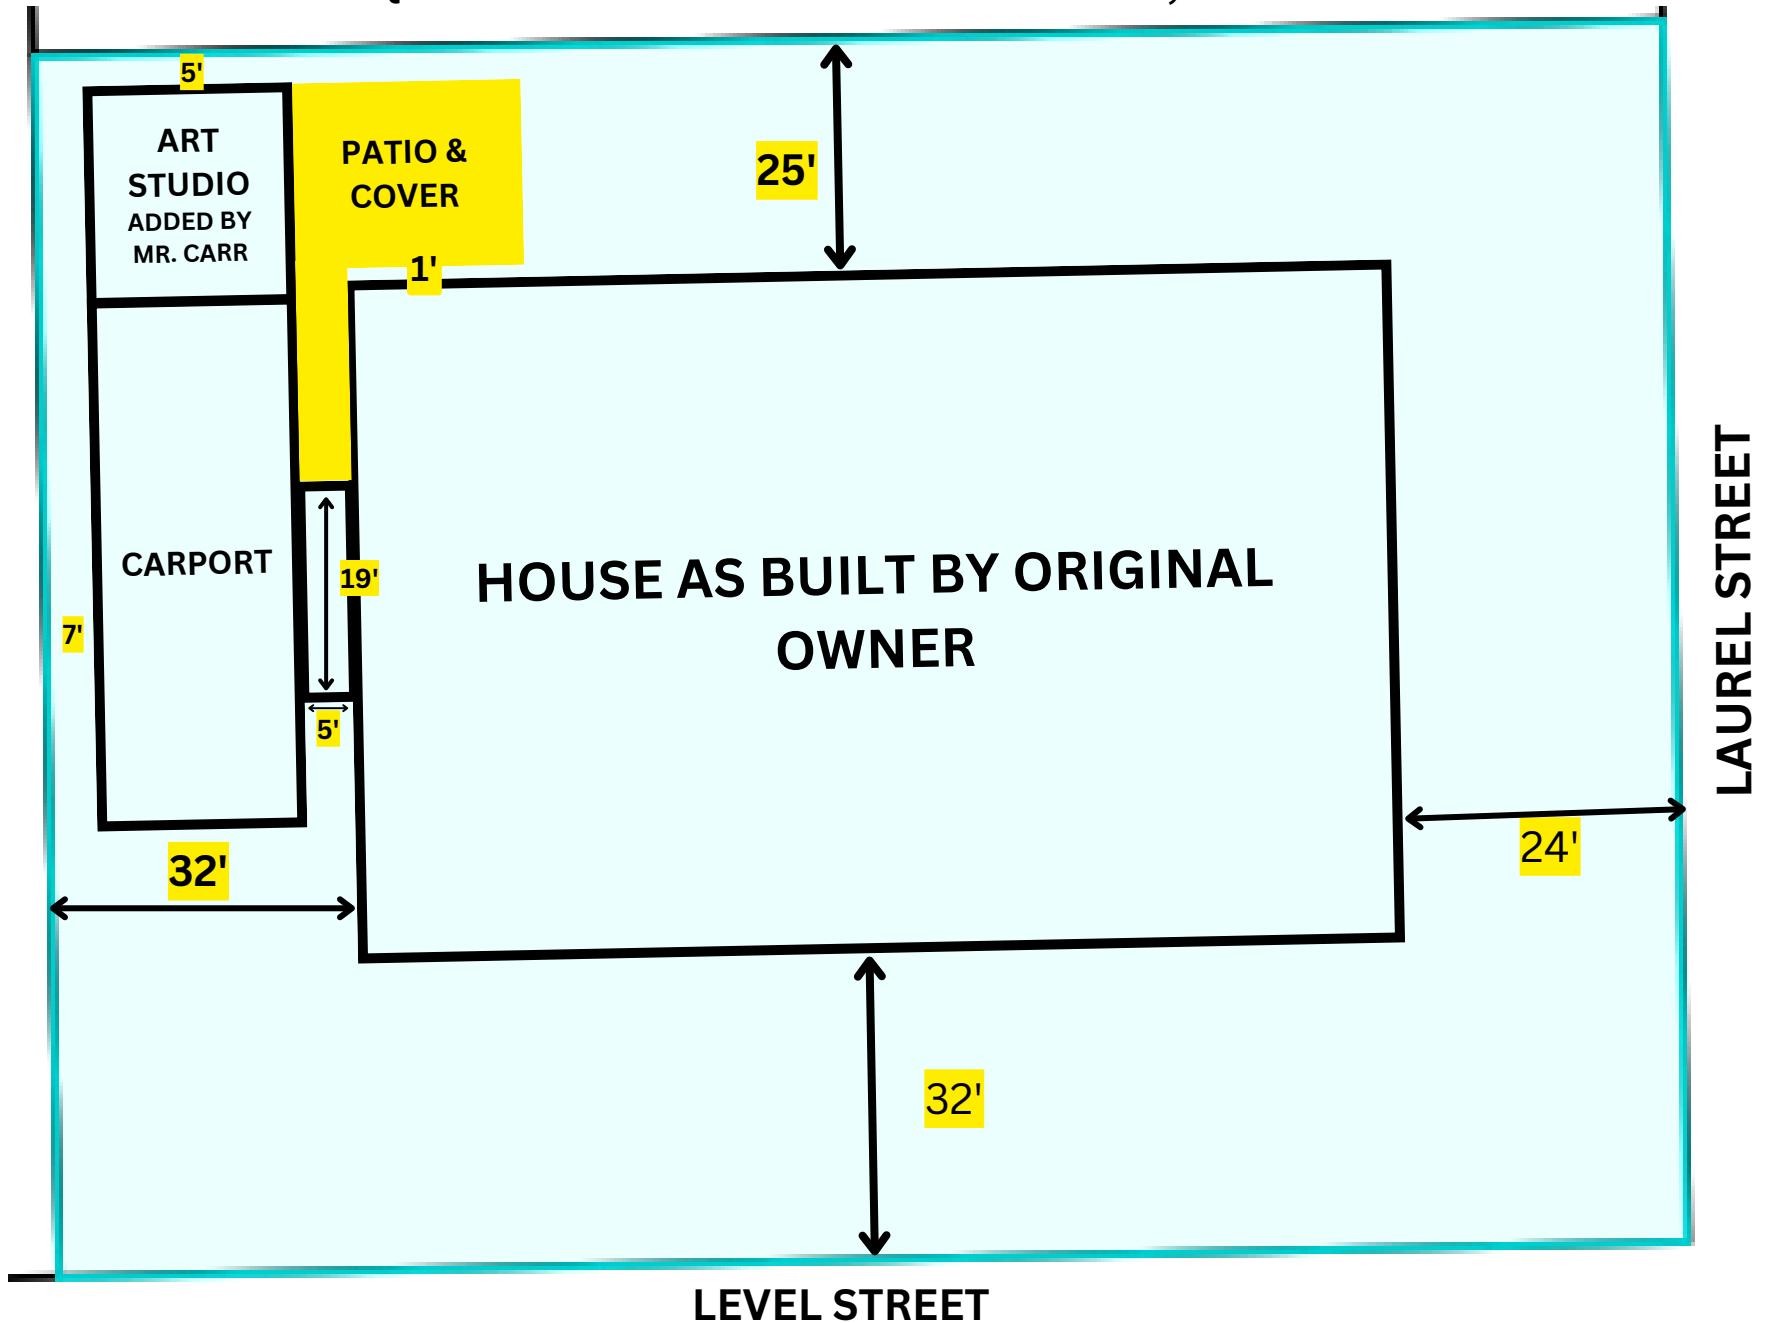 5'
ART
STUDIO
ADDED BY
MR. CARR
PATIO &
COVER
1'
25'
CARPORT
7'
19'
5'
HOUSE AS BUILT BY ORIGINAL
OWNER
LAUREL STREET
24'
32'
32'
LEVEL STREET